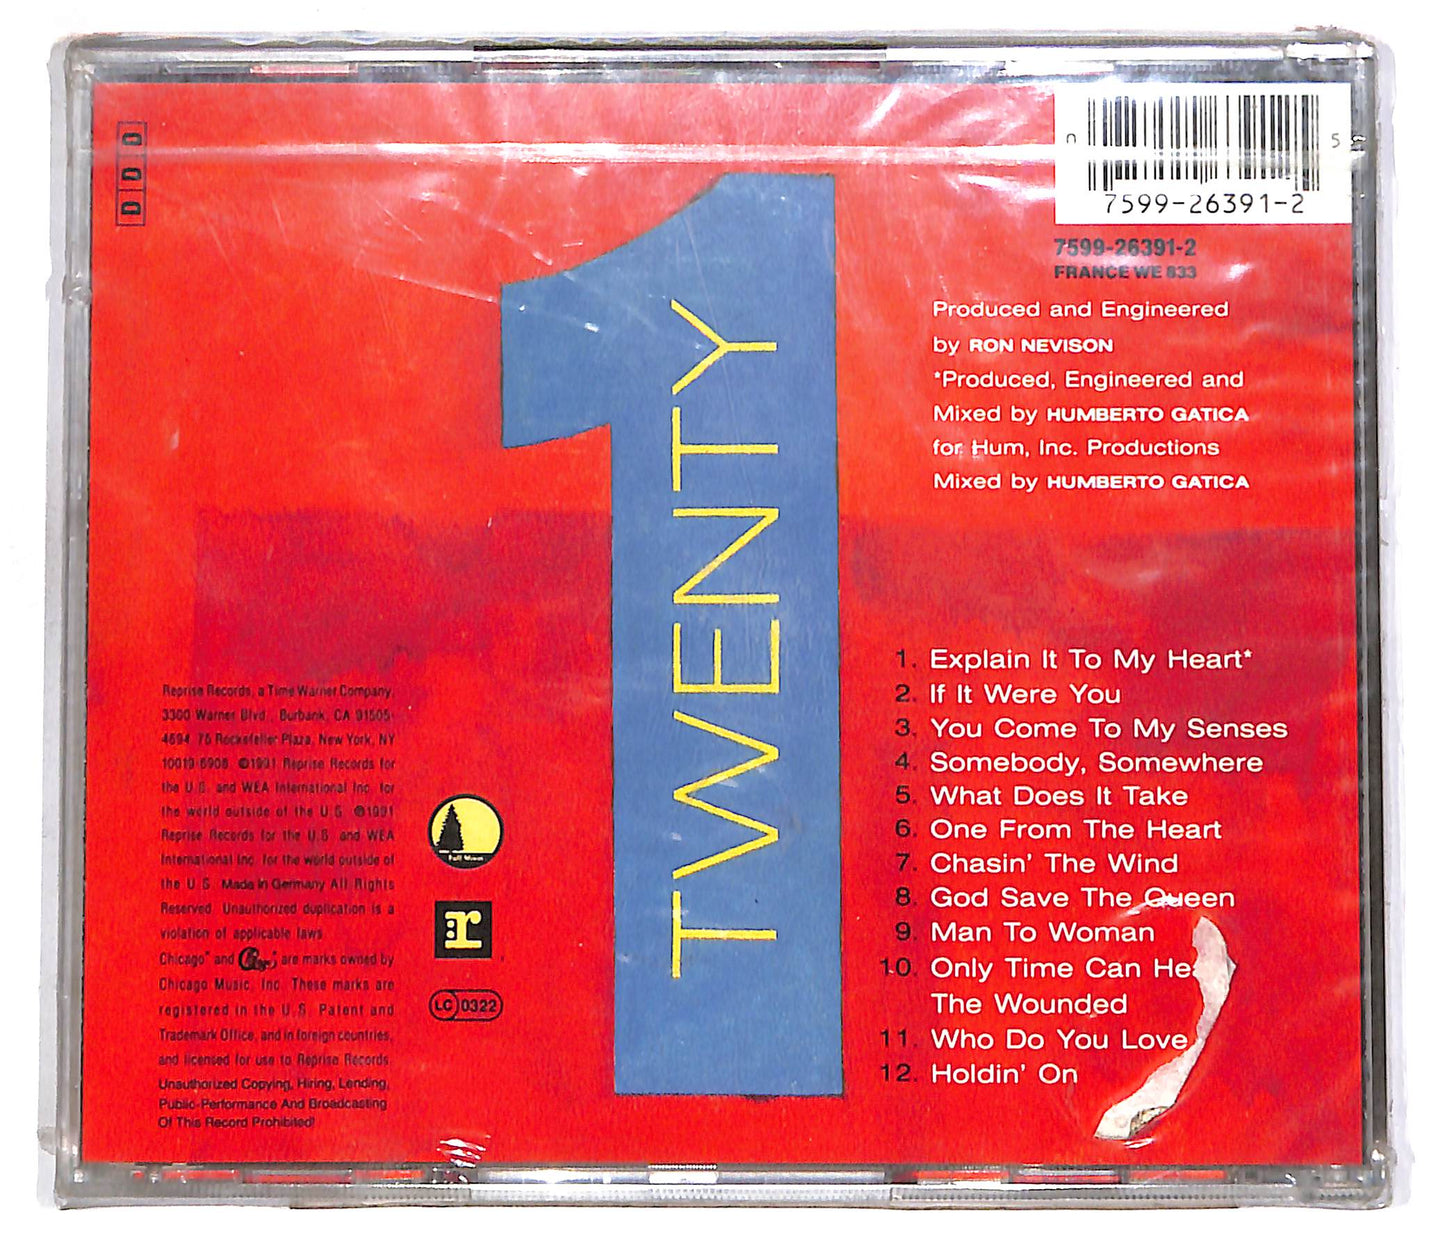 DDD
7599-26391-2
7599-26391-2
FRANCE WE 833
Produced and Engineered
by RON NEVISON
*Produced, Engineered and
Mixed by HUMBERTO GATICA
for Hum, Inc. Productions
Mixed by HUMBERTO GATICA
TWENTY
1
1. Explain It To My Heart*
2. If It Were You
3. You Come To My Senses
4. Somebody, Somewhere
5. What Does It Take
6. One From The Heart
7. Chasin' The Wind
8. God Save The Queen
9. Man To Woman
10. Only Time Can Hea
The Wounded
11. Who Do You Love
12. Holdin' On
Reprise Records, a Time Warner Company,
3300 Warner Blvd., Burbank, CA 91505-
4694. 75 Rockefeller Plaza, New York, NY
10019-6908. ©1991 Reprise Records for
the U.S. and WEA International Inc. for
the world outside of the U.S. ℗1991
Reprise Records for the U.S. and WEA
International Inc. for the world outside of
the U.S. Made in Germany All Rights
Reserved. Unauthorized duplication is a
violation of applicable laws.
Chicago® and Chicago® are marks owned by
Chicago Music, Inc. These marks are
registered in the U.S. Patent and
Trademark Office, and in foreign countries,
and licensed for use to Reprise Records.
Unauthorized Copying, Hiring, Lending,
Public-Performance And Broadcasting
Of This Record Prohibited!
Full Moon
r
LC 0322